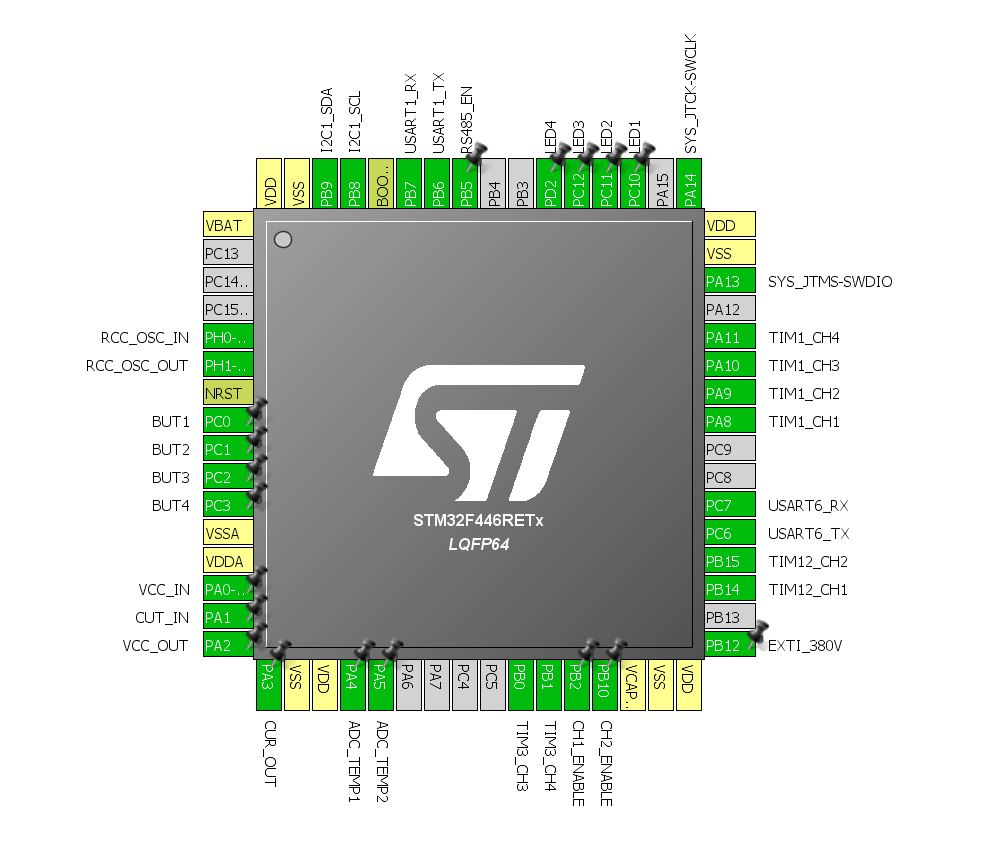 SYS_JTCK-SWCLK
I2C1_SDA
I2C1_SCL
USART1_RX
USART1_TX
RS485_EN
LED4
LED3
LED2
LED1
VDD
VSS
PB9
PB8
BOO..
PB7
PB6
PB5
PB4
PB3
PD2
PC12
PC11
PC10
PA15
PA14
VBAT
PC13
PC14..
PC15..
RCC_OSC_IN PH0-..
RCC_OSC_OUT PH1-..
NRST
BUT1 PC0
BUT2 PC1
BUT3 PC2
BUT4 PC3
VSSA
VDDA
VCC_IN PA0-..
CUT_IN PA1
VCC_OUT PA2
ST
STM32F446RETx
LQFP64
VDD
VSS
PA13 SYS_JTMS-SWDIO
PA12
PA11 TIM1_CH4
PA10 TIM1_CH3
PA9 TIM1_CH2
PA8 TIM1_CH1
PC9
PC8
PC7 USART6_RX
PC6 USART6_TX
PB15 TIM12_CH2
PB14 TIM12_CH1
PB13
PB12 EXTI_380V
PA3
VSS
VDD
PA4
PA5
PA6
PA7
PC4
PC5
PB0
PB1
PB2
PB10
VCAP..
VSS
VDD
CUR_OUT
ADC_TEMP1
ADC_TEMP2
TIM3_CH3
TIM3_CH4
CH1_ENABLE
CH2_ENABLE